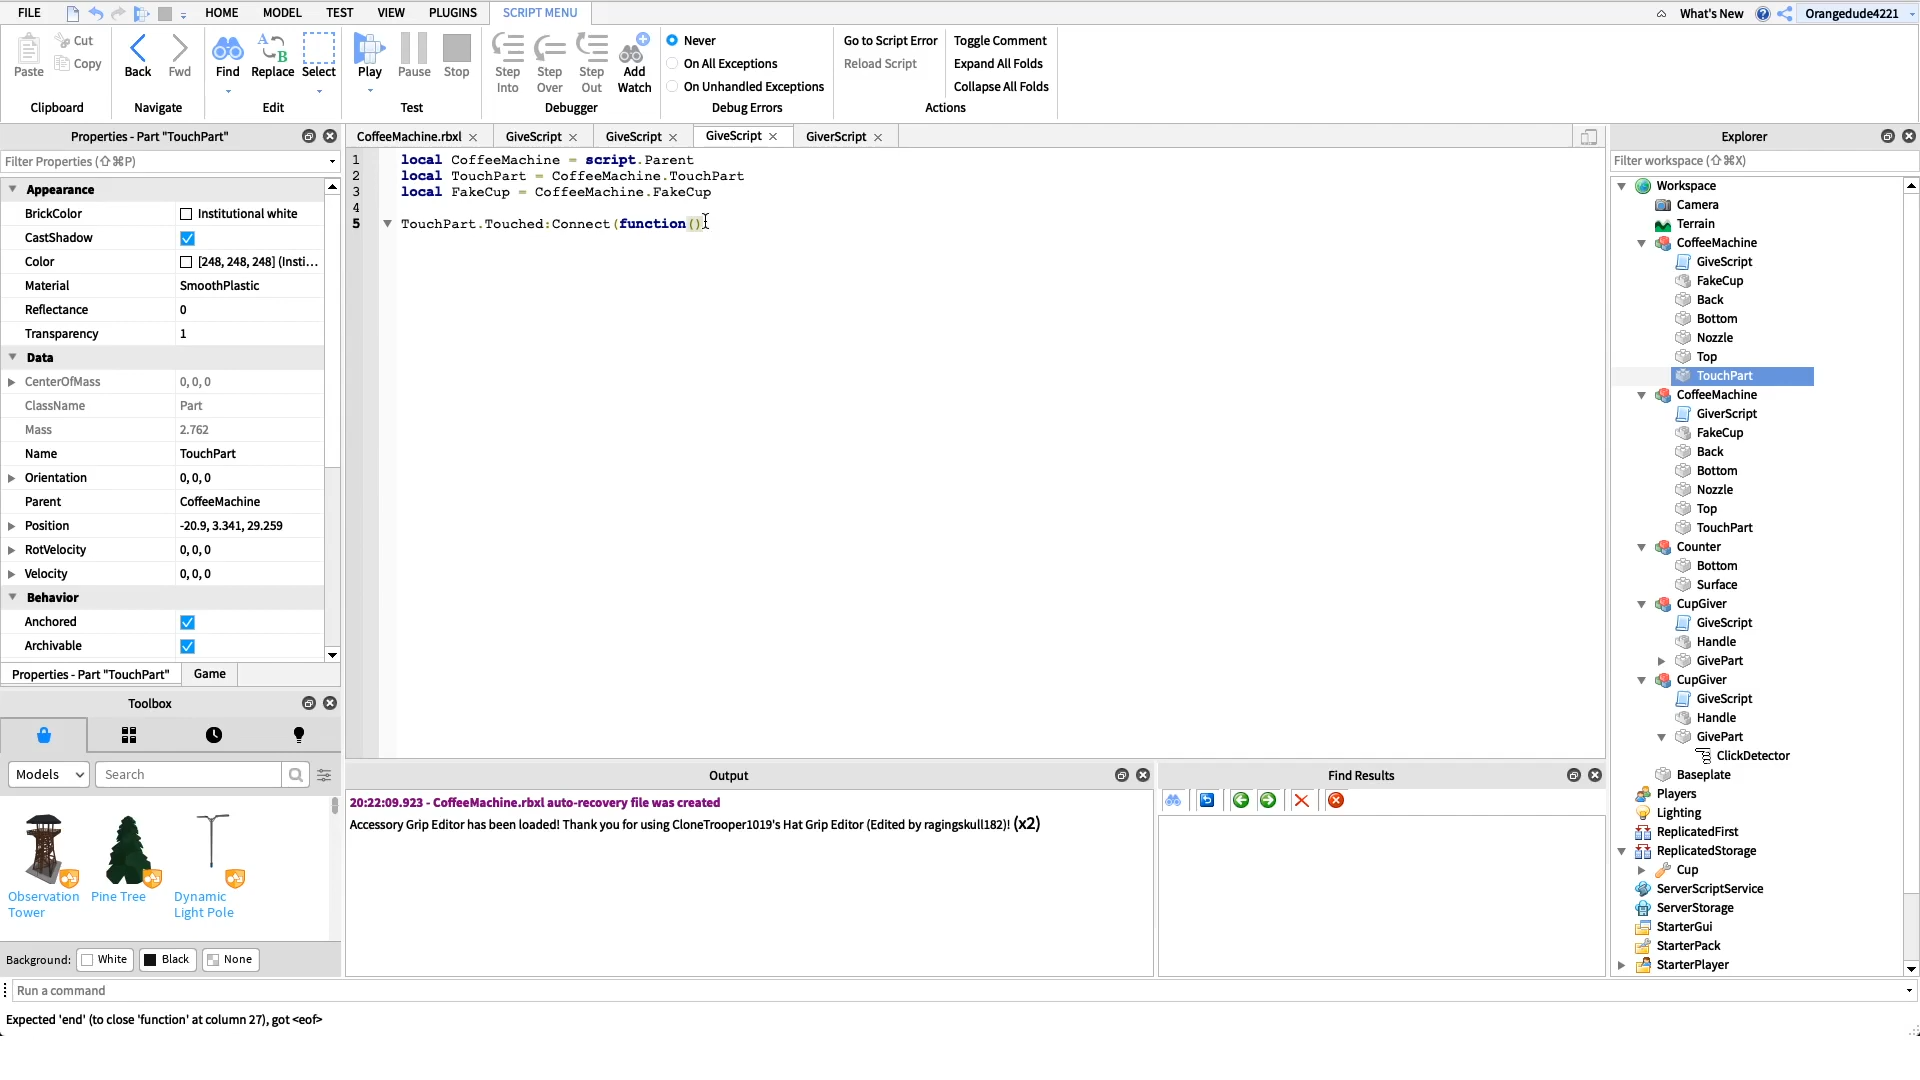 FILE HOME MODEL TEST VIEW PLUGINS SCRIPT MENU What's New Orangedude4221
Paste Cut Copy Clipboard
Back Fwd Navigate
Find Replace Select Edit
Play Pause Stop Test
Step Into Step Over Step Out Add Watch Debugger
Never
On All Exceptions
On Unhandled Exceptions
Debug Errors
Go to Script Error Toggle Comment
Reload Script Expand All Folds
Collapse All Folds
Actions
Properties - Part "TouchPart"
Filter Properties (⇧⌘P)
Appearance
BrickColor Institutional white
CastShadow
Color [248, 248, 248] (Insti...
Material SmoothPlastic
Reflectance 0
Transparency 1
Data
CenterOfMass 0, 0, 0
ClassName Part
Mass 2.762
Name TouchPart
Orientation 0, 0, 0
Parent CoffeeMachine
Position -20.9, 3.341, 29.259
RotVelocity 0, 0, 0
Velocity 0, 0, 0
Behavior
Anchored
Archivable
Properties - Part "TouchPart" Game
Toolbox
Models Search
Observation Tower
Pine Tree
Dynamic Light Pole
Background: White Black None
CoffeeMachine.rbxl GiveScript GiveScript GiveScript GiverScript
1 local CoffeeMachine = script.Parent
2 local TouchPart = CoffeeMachine.TouchPart
3 local FakeCup = CoffeeMachine.FakeCup
4
5 TouchPart.Touched:Connect(function()
Output
20:22:09.923 - CoffeeMachine.rbxl auto-recovery file was created
Accessory Grip Editor has been loaded! Thank you for using CloneTrooper1019's Hat Grip Editor (Edited by ragingskull182)! (x2)
Find Results
Explorer
Filter workspace (⇧⌘X)
Workspace
Camera
Terrain
CoffeeMachine
GiveScript
FakeCup
Back
Bottom
Nozzle
Top
TouchPart
CoffeeMachine
GiverScript
FakeCup
Back
Bottom
Nozzle
Top
TouchPart
Counter
Bottom
Surface
CupGiver
GiveScript
Handle
GivePart
CupGiver
GiveScript
Handle
GivePart
ClickDetector
Baseplate
Players
Lighting
ReplicatedFirst
ReplicatedStorage
Cup
ServerScriptService
ServerStorage
StarterGui
StarterPack
StarterPlayer
Run a command
Expected 'end' (to close 'function' at column 27), got <eof>